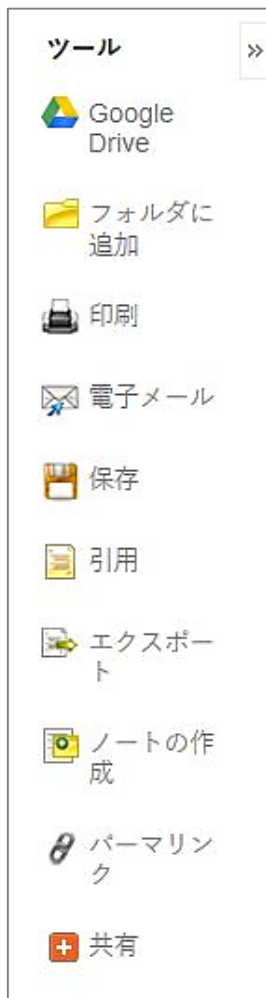 ツール
»
Google
Drive
フォルダに
追加
印刷
電子メール
保存
引用
エクスポー
ト
ノートの作
成
パーマリン
ク
共有